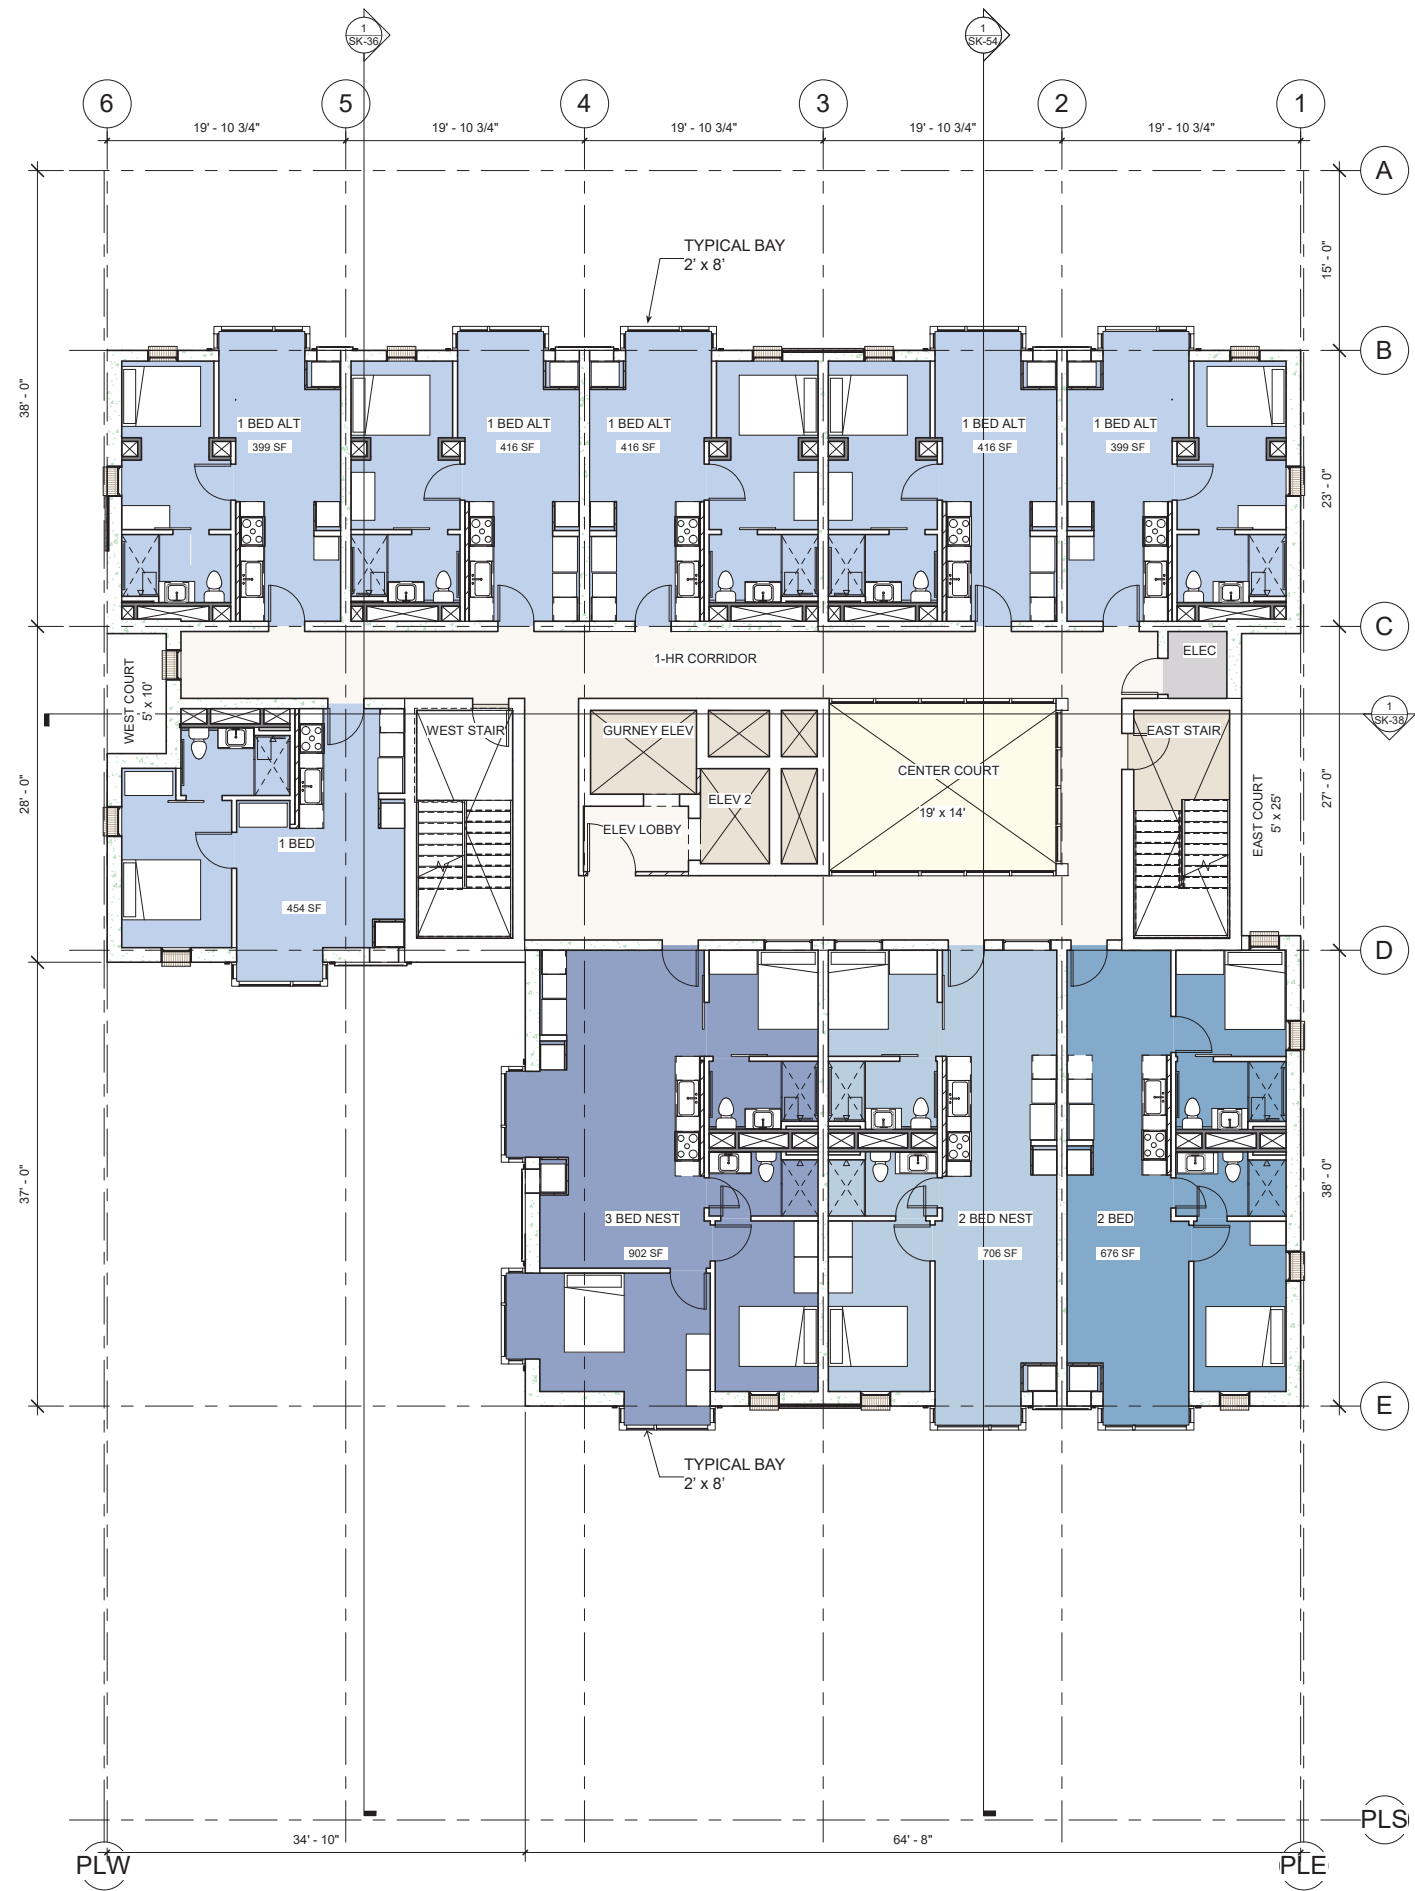 1
SK-36
1
SK-54
6
5
4
3
2
1
19' - 10 3/4"
19' - 10 3/4"
19' - 10 3/4"
19' - 10 3/4"
19' - 10 3/4"
A
15' - 0"
TYPICAL BAY
2' x 8'
B
38' - 0"
1 BED ALT
399 SF
1 BED ALT
416 SF
1 BED ALT
416 SF
1 BED ALT
416 SF
1 BED ALT
399 SF
23' - 0"
C
1-HR CORRIDOR
ELEC
WEST COURT
5' x 10'
1
SK-38
WEST STAIR
GURNEY ELEV
EAST STAIR
CENTER COURT
19' x 14'
ELEV 2
ELEV LOBBY
28' - 0"
27' - 0"
EAST COURT
5' x 25'
1 BED
454 SF
D
37' - 0"
38' - 0"
3 BED NEST
902 SF
2 BED NEST
706 SF
2 BED
676 SF
E
TYPICAL BAY
2' x 8'
PLS
34' - 10"
64' - 8"
PLW
PLE